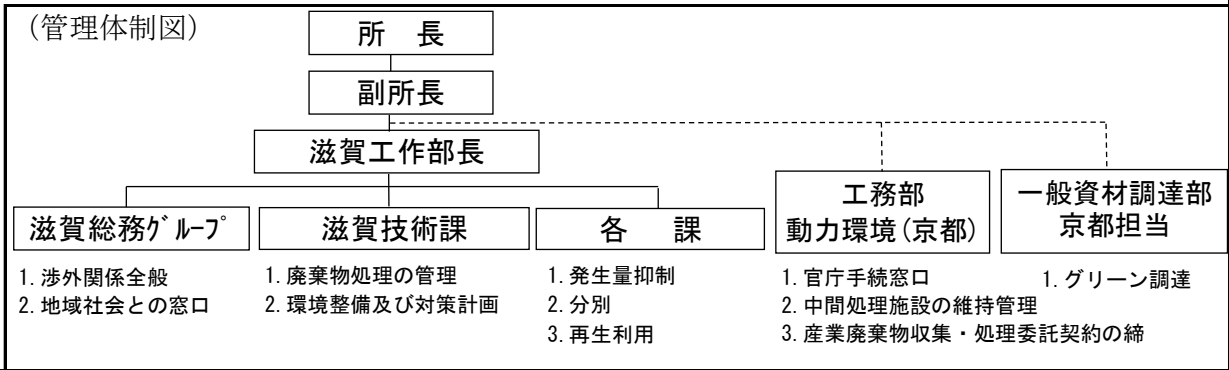 (管理体制図)
所　長
副所長
滋賀工作部長
滋賀総務ｸﾞﾙｰﾌﾟ
滋賀技術課
各　課
工務部
動力環境(京都)
一般資材調達部
京都担当
1. 渉外関係全般
2. 地域社会との窓口
1. 廃棄物処理の管理
2. 環境整備及び対策計画
1. 発生量抑制
2. 分別
3. 再生利用
1. 官庁手続窓口
2. 中間処理施設の維持管理
3. 産業廃棄物収集・処理委託契約の締
1. グリーン調達